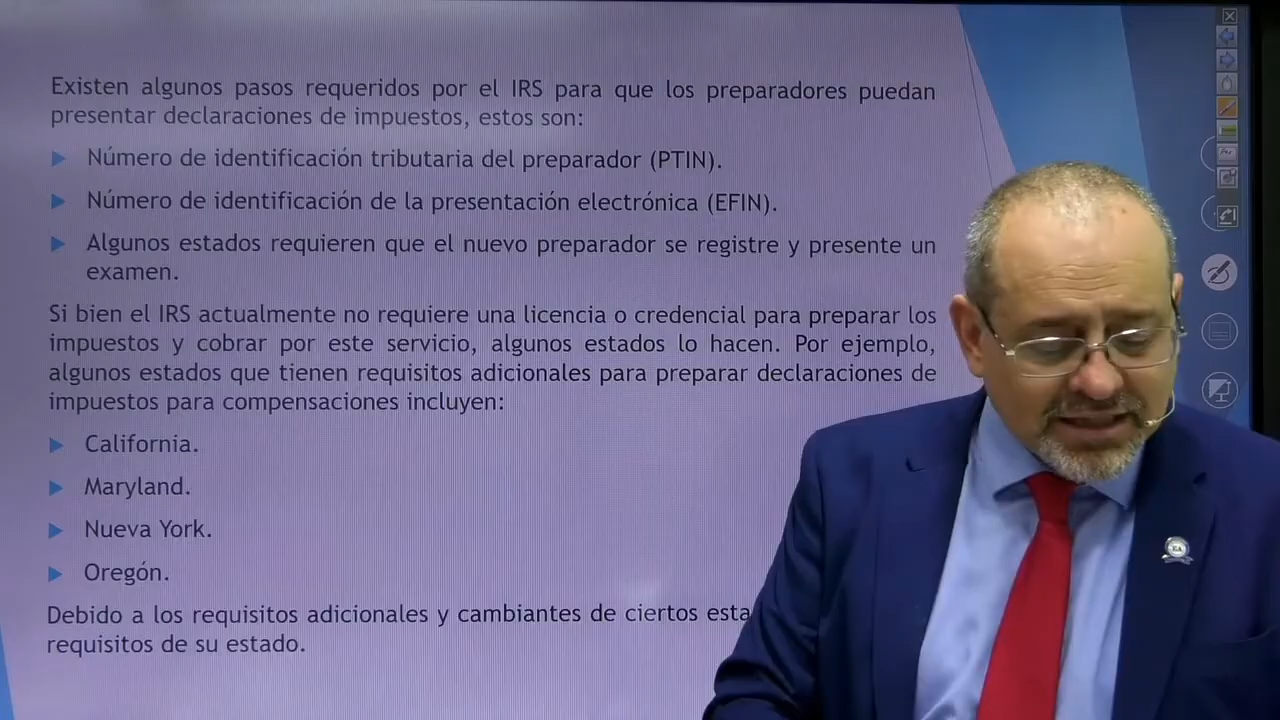 Existen algunos pasos requeridos por el IRS para que los preparadores puedan
presentar declaraciones de impuestos, estos son:
Número de identificación tributaria del preparador (PTIN).
Número de identificación de la presentación electrónica (EFIN).
Algunos estados requieren que el nuevo preparador se registre y presente un
examen.
Si bien el IRS actualmente no requiere una licencia o credencial para preparar los
impuestos y cobrar por este servicio, algunos estados lo hacen. Por ejemplo,
algunos estados que tienen requisitos adicionales para preparar declaraciones de
impuestos para compensaciones incluyen:
California.
Maryland.
Nueva York.
Oregón.
Debido a los requisitos adicionales y cambiantes de ciertos esta
requisitos de su estado.
EA